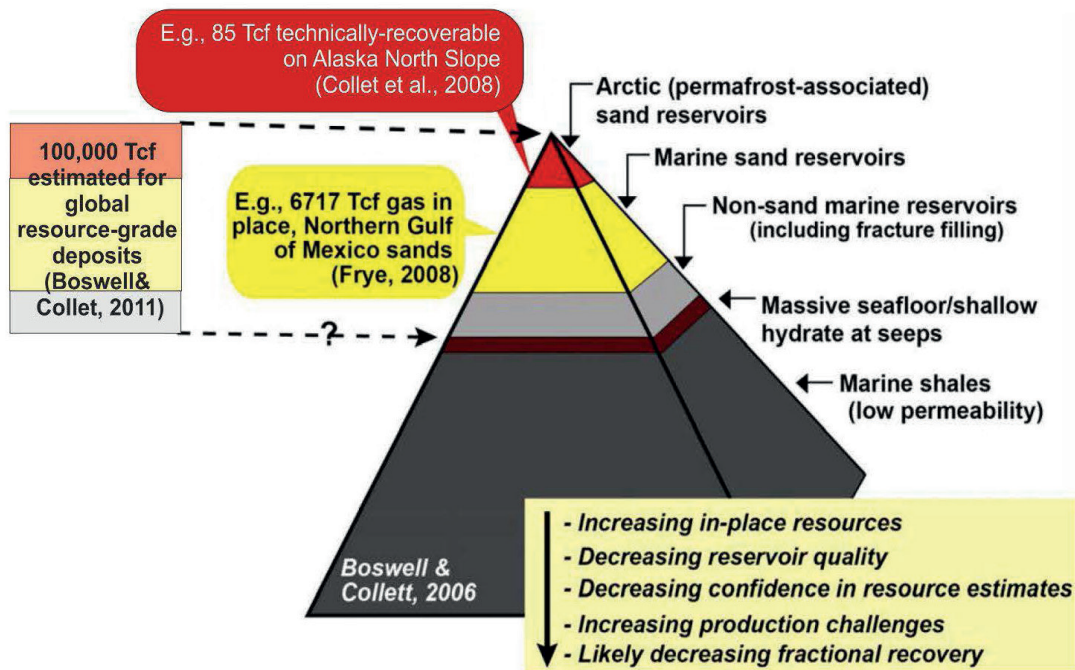 E.g., 85 Tcf technically-recoverable
on Alaska North Slope
(Collet et al., 2008)
100,000 Tcf
estimated for
global
resource-grade
deposits
(Boswell&
Collet, 2011)
E.g., 6717 Tcf gas in
place, Northern Gulf
of Mexico sands
(Frye, 2008)
?
Arctic (permafrost-associated)
sand reservoirs
Marine sand reservoirs
Non-sand marine reservoirs
(including fracture filling)
Massive seafloor/shallow
hydrate at seeps
Marine shales
(low permeability)
Boswell &
Collett, 2006
- Increasing in-place resources
- Decreasing reservoir quality
- Decreasing confidence in resource estimates
- Increasing production challenges
- Likely decreasing fractional recovery